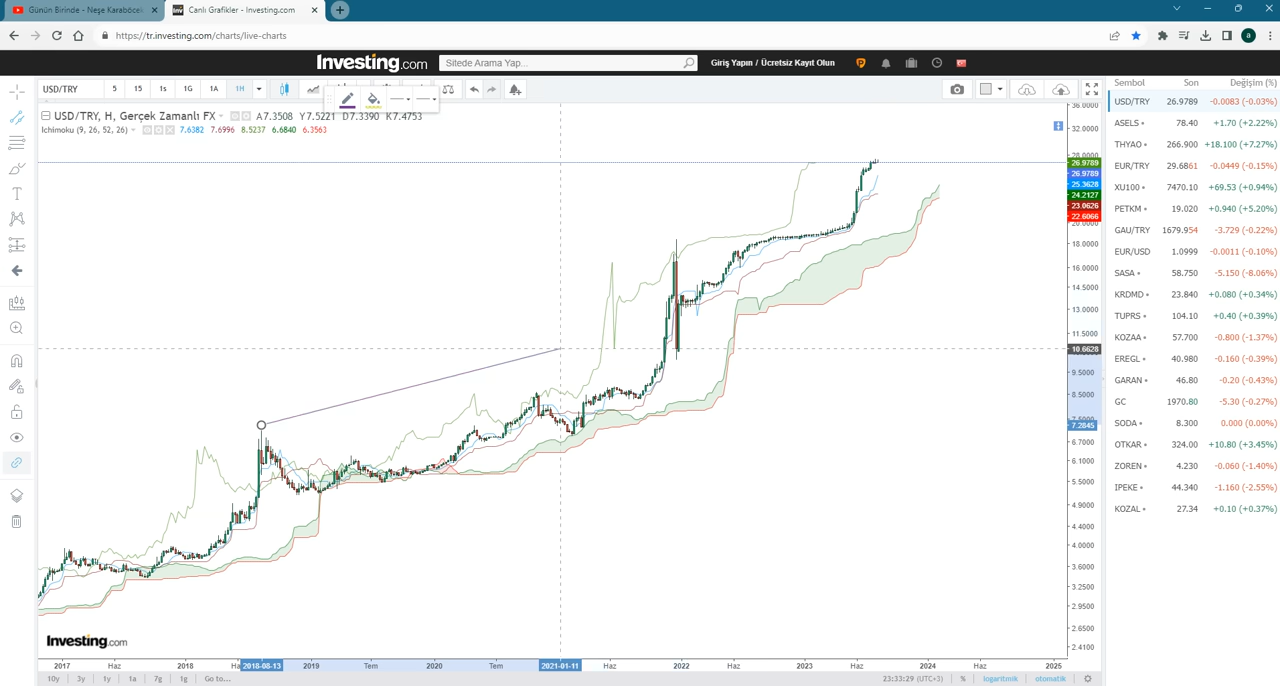 Günün Birinde - Neşe Karaböcek
Canlı Grafikler - Investing.com
https://tr.investing.com/charts/live-charts
a
Investing.com
Sitede Arama Yap...
Giriş Yapın / Ücretsiz Kayıt Olun
USD/TRY 5 15 1s 1G 1A 1H
USD/TRY, H, Gerçek Zamanlı FX A7.3508 Y7.5221 D7.3390 K7.4753
Ichimoku (9, 26, 52, 26) 7.6382 7.6996 8.5237 6.6840 6.3563
36.0000
32.0000
28.0000
26.9789
26.9789
25.3628
24.2127
23.0626
22.6066
20.0000
18.0000
16.0000
14.5000
13.0000
11.5000
10.6628
9.5000
8.5000
7.5000
7.2845
6.7000
6.1000
5.5000
4.9000
4.4000
4.0000
3.6000
3.2500
2.9500
2.6500
2.4100
Investing.com
2017 Haz 2018 Ha 2018-08-13 2019 Tem 2020 Tem 2021-01-11 Haz 2022 Haz 2023 Haz 2024 Haz 2025
10y 3y 1y 1a 7g 1g Go to... 23:33:29 (UTC+3) % logaritmik otomatik
Sembol Son Değişim (%)
USD/TRY 26.9789 -0.0083 (-0.03%)
ASELS 78.40 +1.70 (+2.22%)
THYAO 266.900 +18.100 (+7.27%)
EUR/TRY 29.6861 -0.0449 (-0.15%)
XU100 7470.10 +69.53 (+0.94%)
PETKM 19.020 +0.940 (+5.20%)
GAU/TRY 1679.954 -3.729 (-0.22%)
EUR/USD 1.0999 -0.0011 (-0.10%)
SASA 58.750 -5.150 (-8.06%)
KRDMD 23.840 +0.080 (+0.34%)
TUPRS 104.10 +0.40 (+0.39%)
KOZAA 57.700 -0.800 (-1.37%)
EREGL 40.980 -0.160 (-0.39%)
GARAN 46.80 -0.20 (-0.43%)
GC 1970.80 -5.30 (-0.27%)
SODA 8.300 0.000 (0.00%)
OTKAR 324.00 +10.80 (+3.45%)
ZOREN 4.230 -0.060 (-1.40%)
IPEKE 44.340 -1.160 (-2.55%)
KOZAL 27.34 +0.10 (+0.37%)